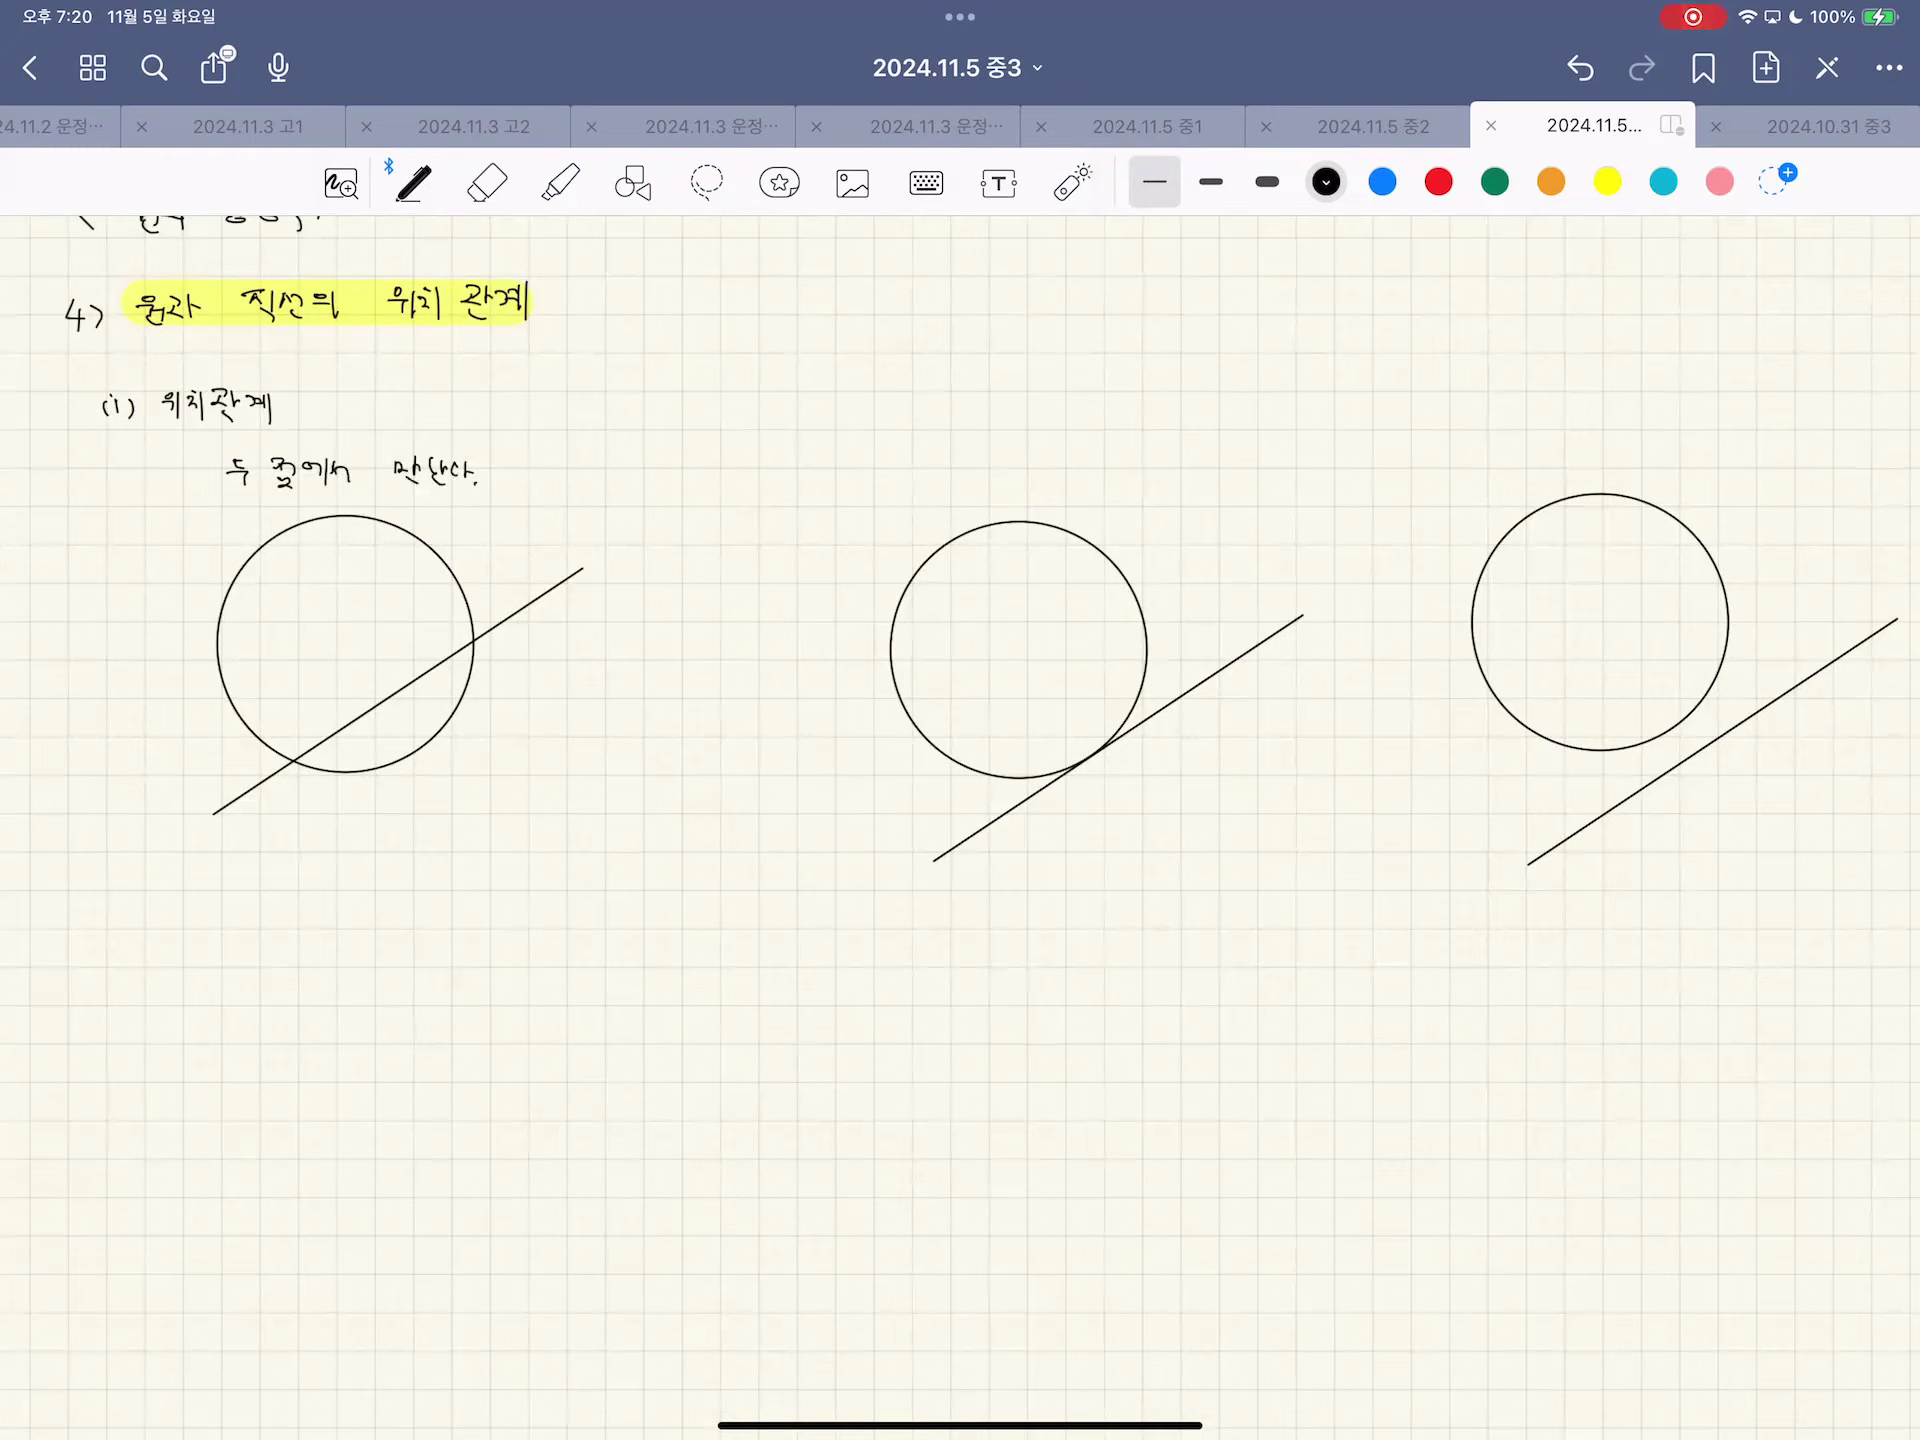 오후 7:20 11월 5일 화요일
100%
2024.11.5 중3
24.11.2 운정…
2024.11.3 고1
2024.11.3 고2
2024.11.3 운정…
2024.11.3 운정…
2024.11.5 중1
2024.11.5 중2
2024.11.5...
2024.10.31 중3
4> 원과 직선의 위치 관계
(i) 위치관계
두 점에서 만난다.